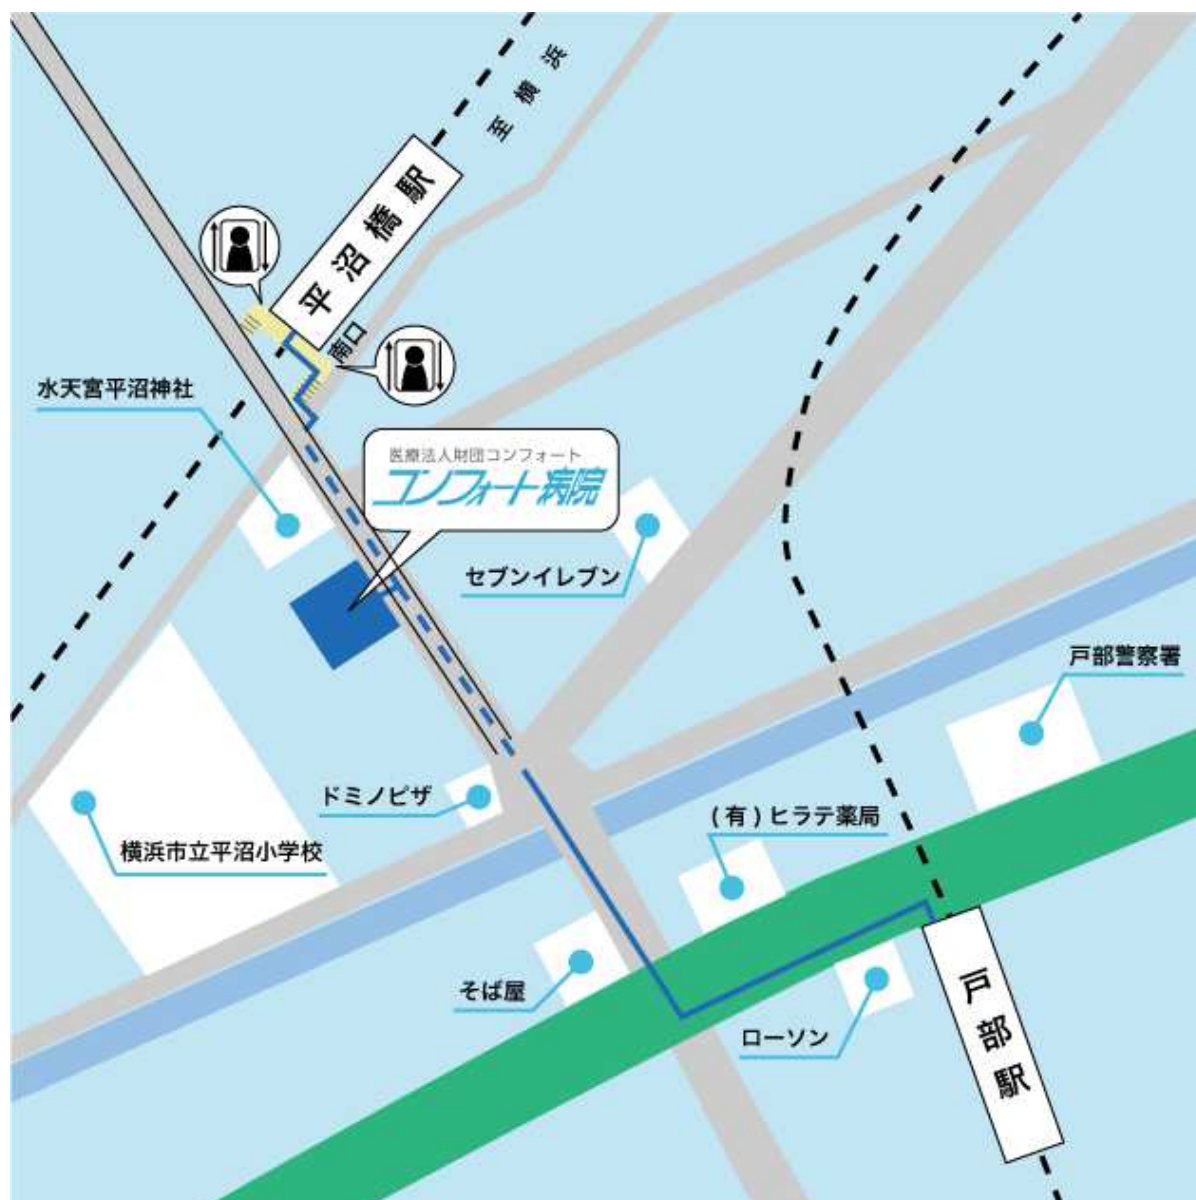 至横浜
平沼橋駅
南口
水天宮平沼神社
医療法人財団コンフォート
コンフォート病院
セブンイレブン
戸部警察署
ドミノピザ
(有)ヒラテ薬局
横浜市立平沼小学校
そば屋
ローソン
戸部駅